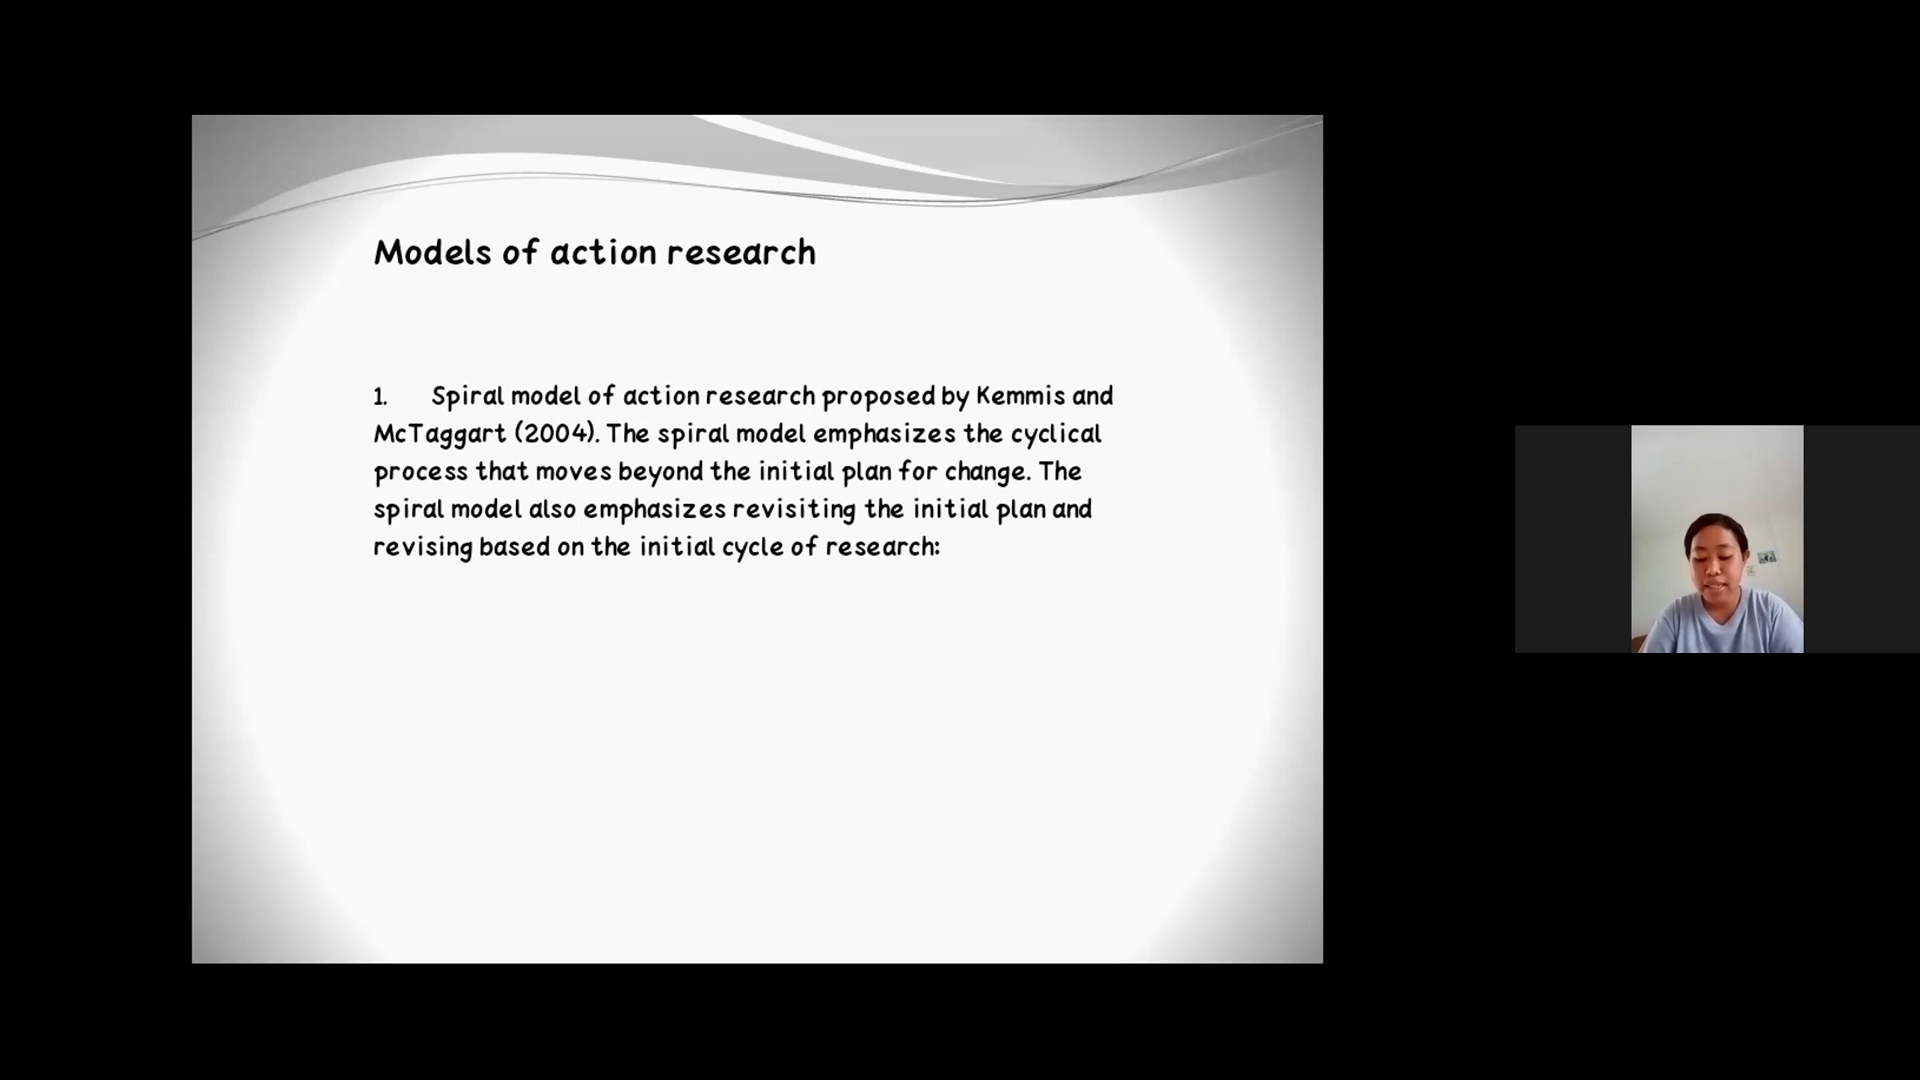 Models of action research
1. Spiral model of action research proposed by Kemmis and
McTaggart (2004). The spiral model emphasizes the cyclical
process that moves beyond the initial plan for change. The
spiral model also emphasizes revisiting the initial plan and
revising based on the initial cycle of research: